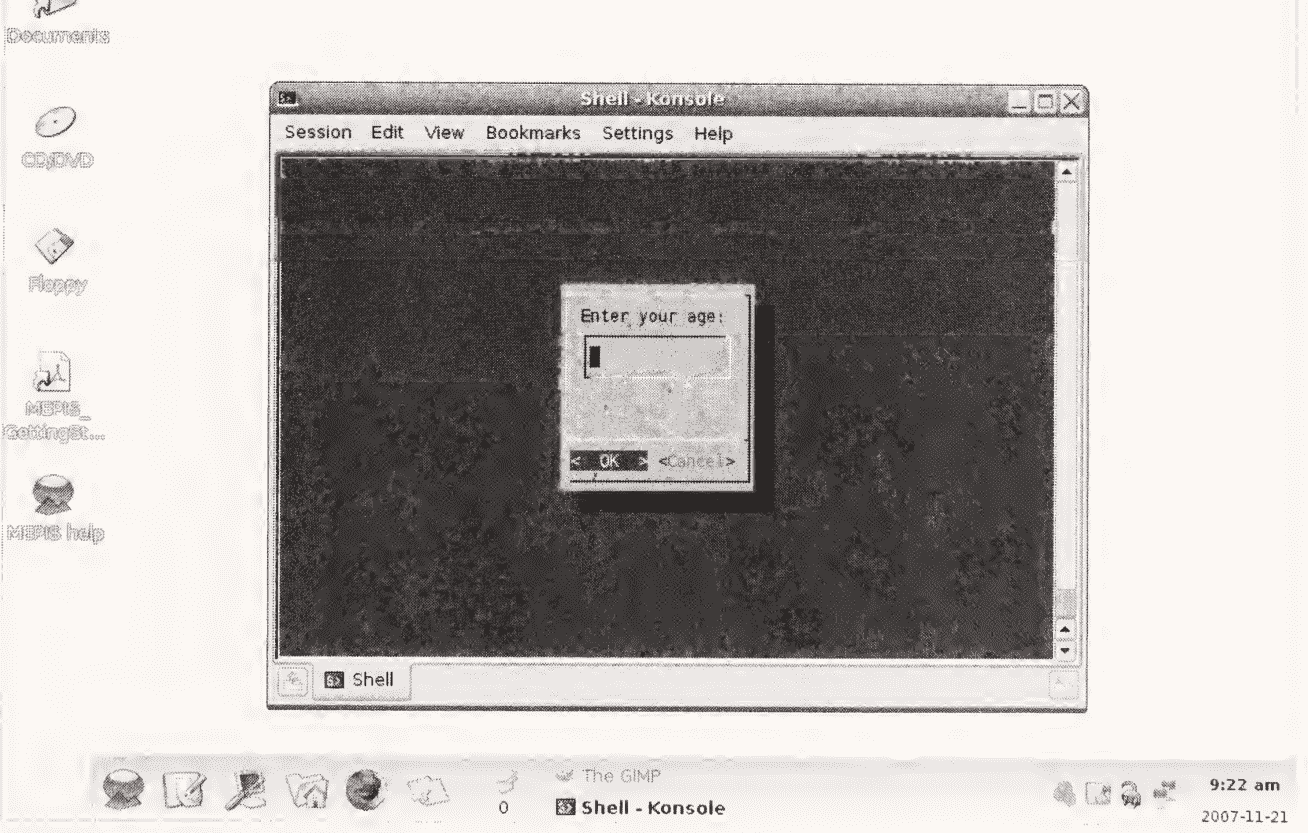 Documents
CD/DVD
Floppy
MEPIS_
GettingSt...
MEPIS help
Shell - Konsole
Session Edit View Bookmarks Settings Help
Enter your age:
< OK > <Cancel>
Shell
The GIMP
0
Shell - Konsole
9:22 am
2007-11-21